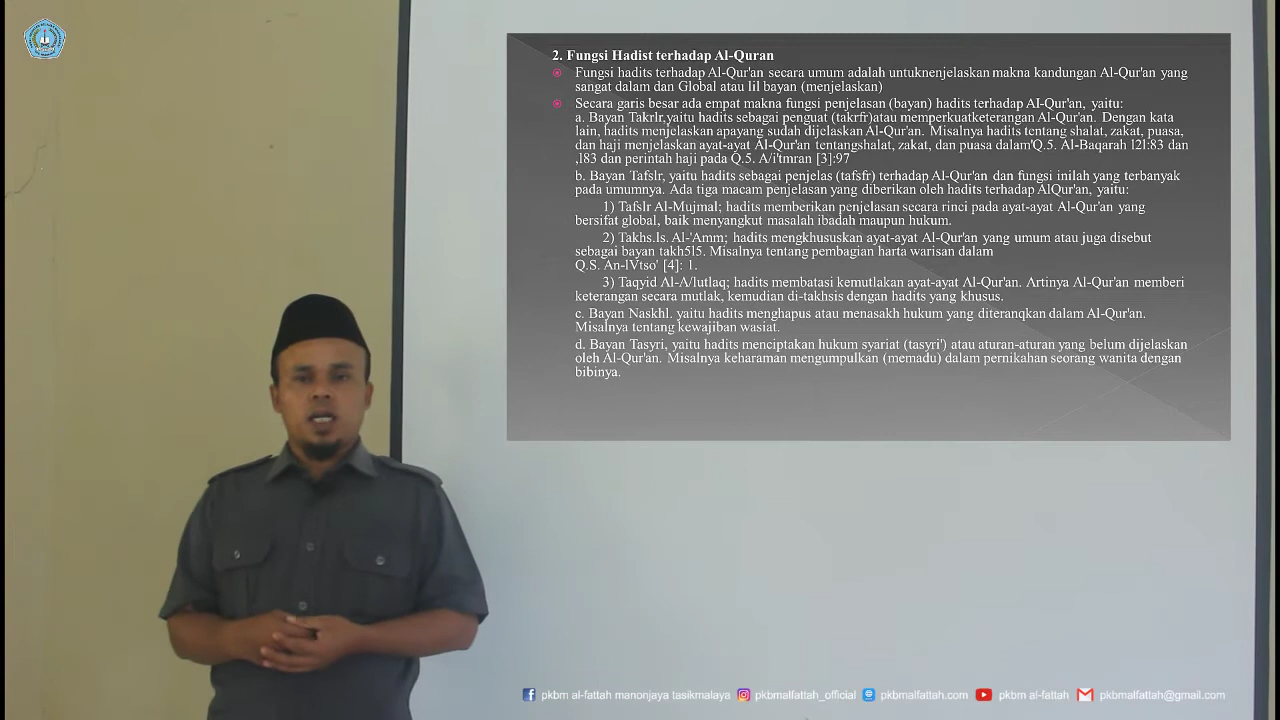 2. Fungsi Hadist terhadap Al-Quran
Fungsi hadits terhadap Al-Qur'an secara umum adalah untuknenjelaskan makna kandungan Al-Qur'an yang
sangat dalam dan Global atau lil bayan (menjelaskan)
Secara garis besar ada empat makna fungsi penjelasan (bayan) hadits terhadap AI-Qur'an, yaitu:
a. Bayan Takrlr,yaitu hadits sebagai penguat (takrfr)atau memperkuatketerangan Al-Qur'an. Dengan kata
lain, hadits menjelaskan apayang sudah dijelaskan Al-Qur'an. Misalnya hadits tentang shalat, zakat, puasa,
dan haji menjelaskan ayat-ayat Al-Qur'an tentangshalat, zakat, dan puasa dalam'Q.5. Al-Baqarah l2l:83 dan
,l83 dan perintah haji pada Q.5. A/i'tmran [3]:97
b. Bayan Tafslr, yaitu hadits sebagai penjelas (tafsfr) terhadap Al-Qur'an dan fungsi inilah yang terbanyak
pada umumnya. Ada tiga macam penjelasan yang diberikan oleh hadits terhadap AlQur'an, yaitu:
1) Tafslr Al-Mujmal; hadits memberikan penjelasan secara rinci pada ayat-ayat Al-Qur'an yang
bersifat global, baik menyangkut masalah ibadah maupun hukum.
2) Takhs.Is. Al-'Amm; hadits mengkhususkan ayat-ayat Al-Qur'an yang umum atau juga disebut
sebagai bayan takh5l5. Misalnya tentang pembagian harta warisan dalam
Q.S. An-lVtso' [4]: 1.
3) Taqyid Al-A/lutlaq; hadits membatasi kemutlakan ayat-ayat Al-Qur'an. Artinya Al-Qur'an memberi
keterangan secara mutlak, kemudian di-takhsis dengan hadits yang khusus.
c. Bayan Naskhl. yaitu hadits menghapus atau menasakh hukum yang diteranqkan dalam Al-Qur'an.
Misalnya tentang kewajiban wasiat.
d. Bayan Tasyri, yaitu hadits menciptakan hukum syariat (tasyri') atau aturan-aturan yang belum dijelaskan
oleh Al-Qur'an. Misalnya keharaman mengumpulkan (memadu) dalam pernikahan seorang wanita dengan
bibinya.
pkbm al-fattah manonjaya tasikmalaya pkbmalfattah_official pkbmalfattah.com pkbm al-fattah pkbmalfattah@gmail.com